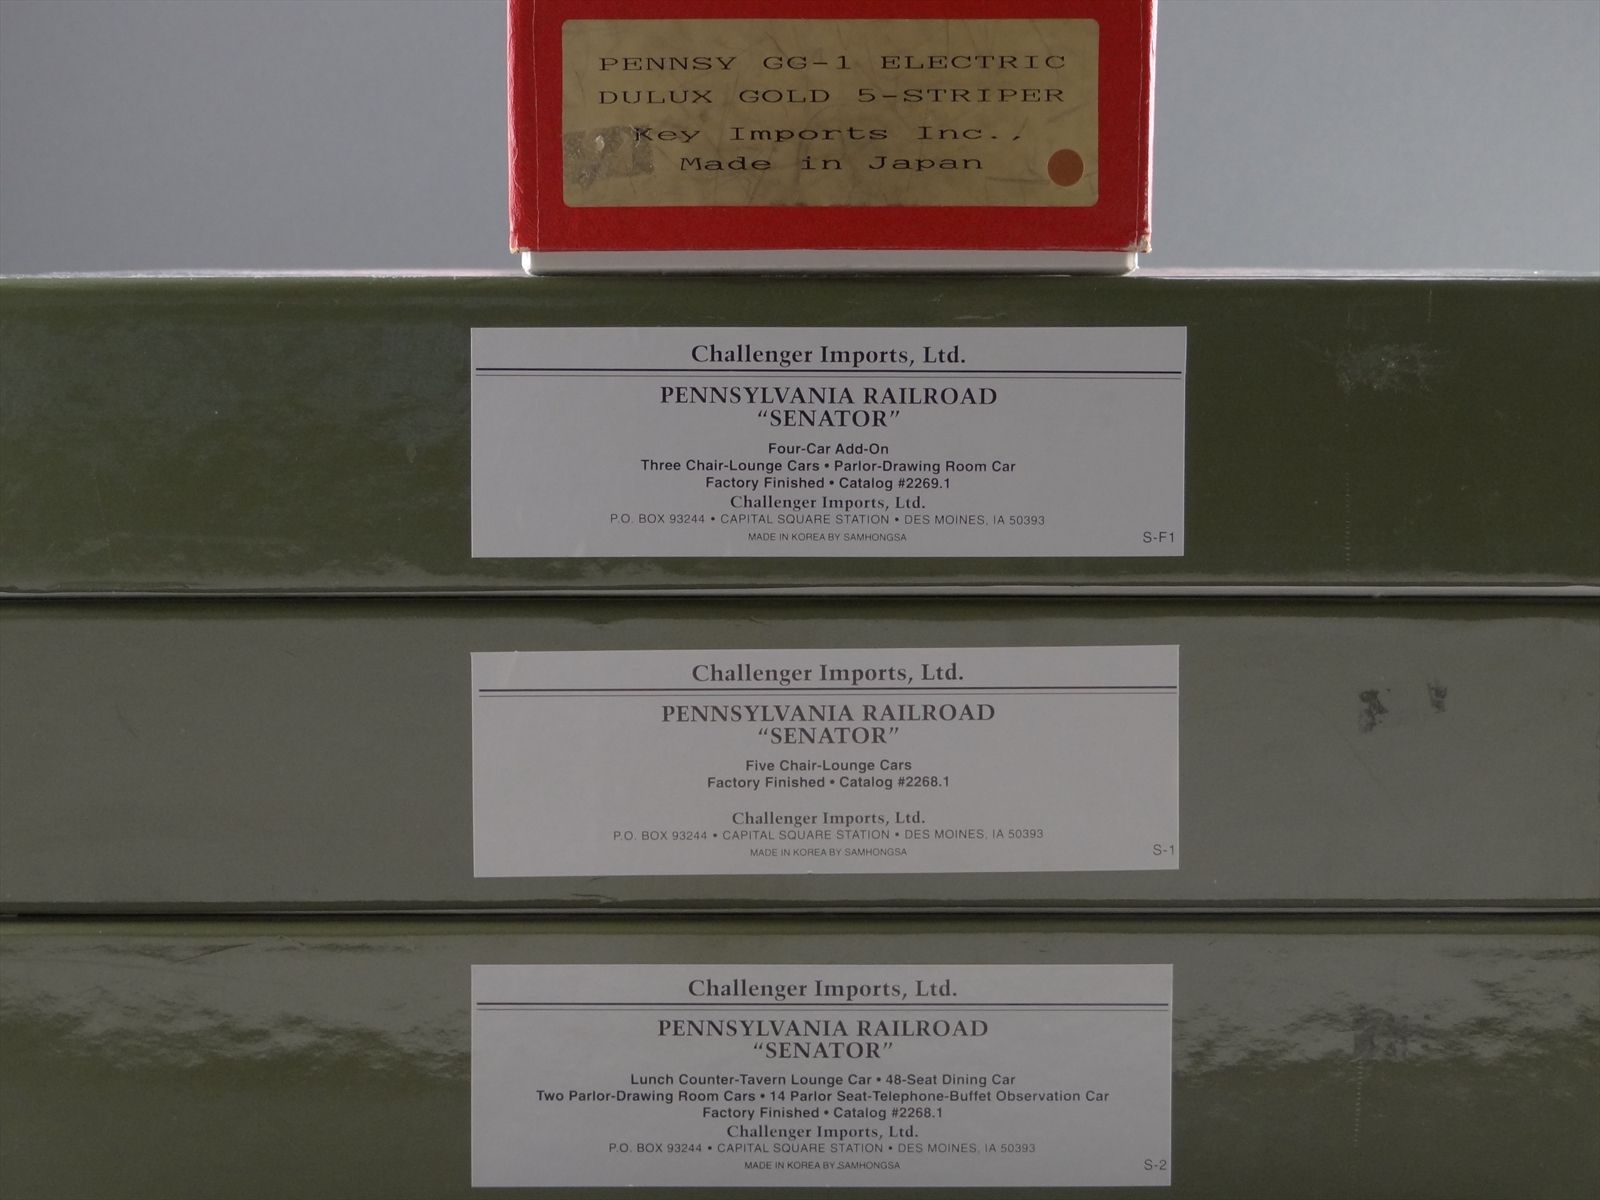 PENNSY GG-1 ELECTRIC
DULUX GOLD 5-STRIPER
Key Imports Inc.,
Made in Japan
Challenger Imports, Ltd.
PENNSYLVANIA RAILROAD
“SENATOR”
Four-Car Add-On
Three Chair-Lounge Cars • Parlor-Drawing Room Car
Factory Finished • Catalog #2269.1
Challenger Imports, Ltd.
P.O. BOX 93244 • CAPITAL SQUARE STATION • DES MOINES, IA 50393
MADE IN KOREA BY SAMHONGSA
S-F1
Challenger Imports, Ltd.
PENNSYLVANIA RAILROAD
“SENATOR”
Five Chair-Lounge Cars
Factory Finished • Catalog #2268.1
Challenger Imports, Ltd.
P.O. BOX 93244 • CAPITAL SQUARE STATION • DES MOINES, IA 50393
MADE IN KOREA BY SAMHONGSA
S-1
Challenger Imports, Ltd.
PENNSYLVANIA RAILROAD
“SENATOR”
Lunch Counter-Tavern Lounge Car • 48-Seat Dining Car
Two Parlor-Drawing Room Cars • 14 Parlor Seat-Telephone-Buffet Observation Car
Factory Finished • Catalog #2268.1
Challenger Imports, Ltd.
P.O. BOX 93244 • CAPITAL SQUARE STATION • DES MOINES, IA 50393
MADE IN KOREA BY SAMHONGSA
S-2